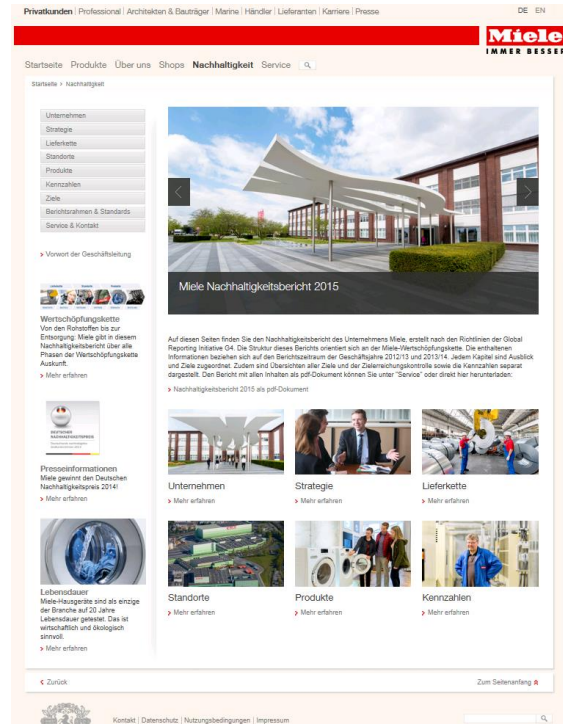 Privatkunden | Professional | Architekten & Bauträger | Marine | Händler | Lieferanten | Karriere | Presse
DE EN
Miele
IMMER BESSER
Startseite Produkte Über uns Shops Nachhaltigkeit Service
Startseite > Nachhaltigkeit
Unternehmen
Strategie
Lieferkette
Standorte
Produkte
Kennzahlen
Ziele
Berichtsrahmen & Standards
Service & Kontakt
Vorwort der Geschäftsleitung
Wertschöpfungskette
Von den Rohstoffen bis zur
Entsorgung: Miele gibt in diesem
Nachhaltigkeitsbericht über alle
Phasen der Wertschöpfungskette
Auskunft.
Mehr erfahren
DEUTSCHER
NACHHALTIGKEITSPREIS
Presseinformationen
Miele gewinnt den Deutschen
Nachhaltigkeitspreis 2014!
Mehr erfahren
Lebensdauer
Miele-Hausgeräte sind als einzige
der Branche auf 20 Jahre
Lebensdauer getestet. Das ist
wirtschaftlich und ökologisch
sinnvoll.
Mehr erfahren
Miele Nachhaltigkeitsbericht 2015
Auf diesen Seiten finden Sie den Nachhaltigkeitsbericht des Unternehmens Miele, erstellt nach den Richtlinien der Global
Reporting Initiative G4. Die Struktur dieses Berichts orientiert sich an der Miele-Wertschöpfungskette. Die enthaltenen
Informationen beziehen sich auf den Berichtszeitraum der Geschäftsjahre 2012/13 und 2013/14. Jedem Kapitel sind Ausblick
und Ziele zugeordnet. Zudem sind Übersichten aller Ziele und der Zielerreichungskontrolle sowie die Kennzahlen separat
dargestellt. Den Bericht mit allen Inhalten als pdf-Dokument können Sie unter "Service" oder direkt hier herunterladen:
Nachhaltigkeitsbericht 2015 als pdf-Dokument
Unternehmen
Mehr erfahren
Strategie
Mehr erfahren
Lieferkette
Mehr erfahren
Standorte
Mehr erfahren
Produkte
Mehr erfahren
Kennzahlen
Mehr erfahren
Zurück
Zum Seitenanfang
Kontakt | Datenschutz | Nutzungsbedingungen | Impressum